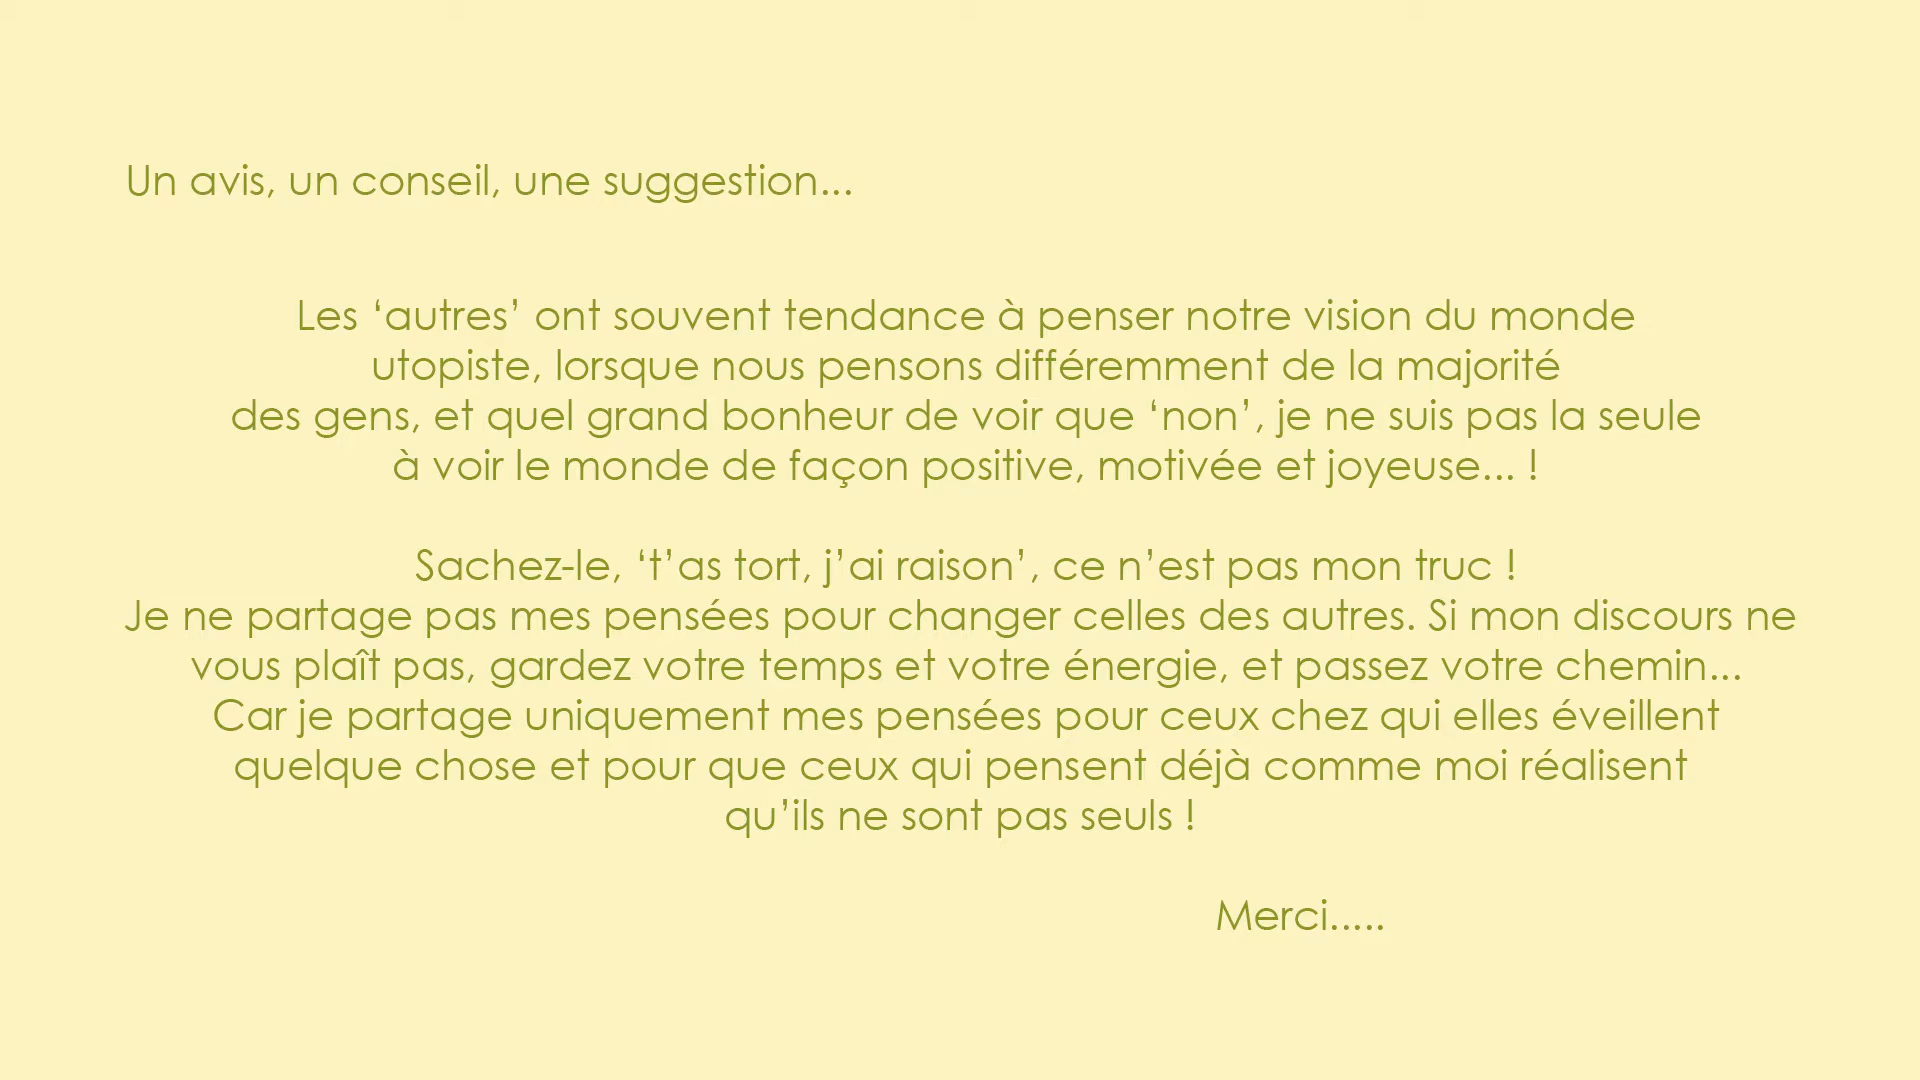 Un avis, un conseil, une suggestion...
Les ‘autres’ ont souvent tendance à penser notre vision du monde
utopiste, lorsque nous pensons différemment de la majorité
des gens, et quel grand bonheur de voir que ‘non’, je ne suis pas la seule
à voir le monde de façon positive, motivée et joyeuse... !
Sachez-le, ‘t’as tort, j’ai raison’, ce n’est pas mon truc !
Je ne partage pas mes pensées pour changer celles des autres. Si mon discours ne
vous plaît pas, gardez votre temps et votre énergie, et passez votre chemin...
Car je partage uniquement mes pensées pour ceux chez qui elles éveillent
quelque chose et pour que ceux qui pensent déjà comme moi réalisent
qu’ils ne sont pas seuls !
Merci.....